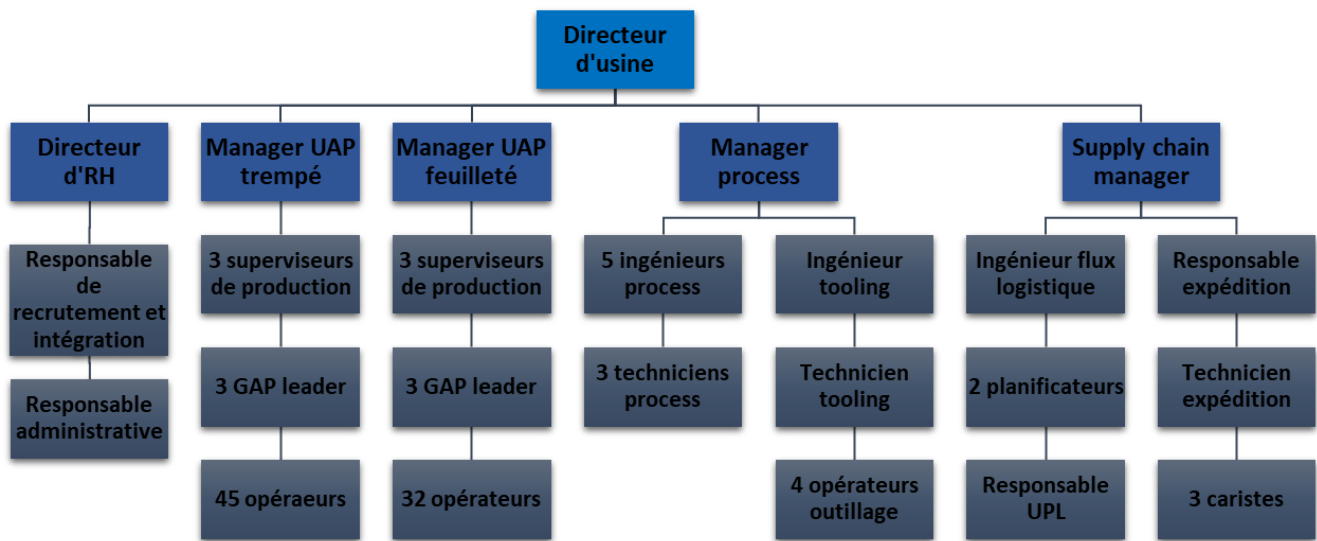 Directeur
d'usine
Directeur
d'RH
Manager UAP
trempé
Manager UAP
feuilleté
Manager
process
Supply chain
manager
Responsable
de
recrutement et
intégration
3 superviseurs
de production
3 superviseurs
de production
5 ingénieurs
process
Ingénieur
tooling
Ingénieur flux
logistique
Responsable
expédition
Responsable
administrative
3 GAP leader
3 GAP leader
3 techniciens
process
Technicien
tooling
2 planificateurs
Technicien
expédition
45 opéraeurs
32 opérateurs
4 opérateurs
outillage
Responsable
UPL
3 caristes